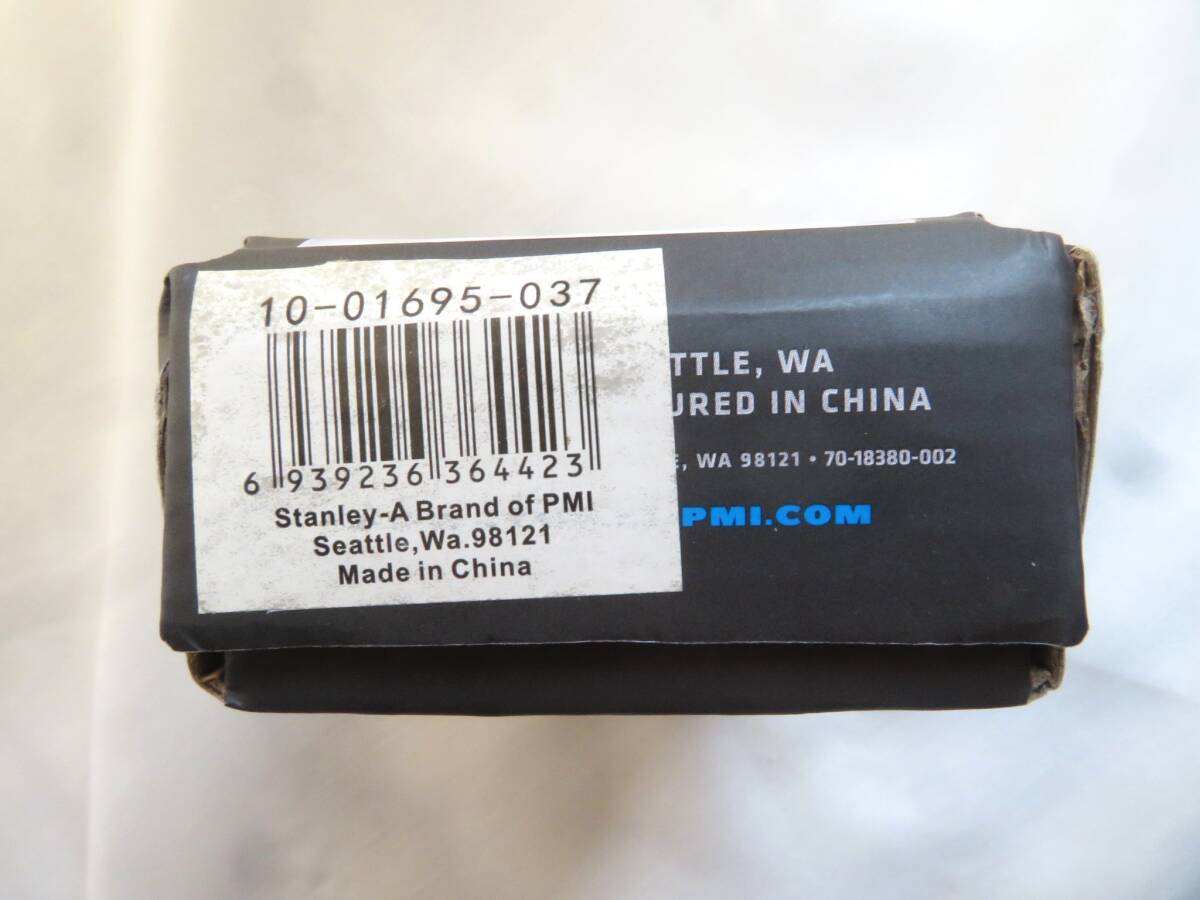 10-01695-037
6 939236 364423
Stanley-A Brand of PMI
Seattle,Wa.98121
Made in China
TTLE, WA
URED IN CHINA
, WA 98121 • 70-18380-002
PMI.COM